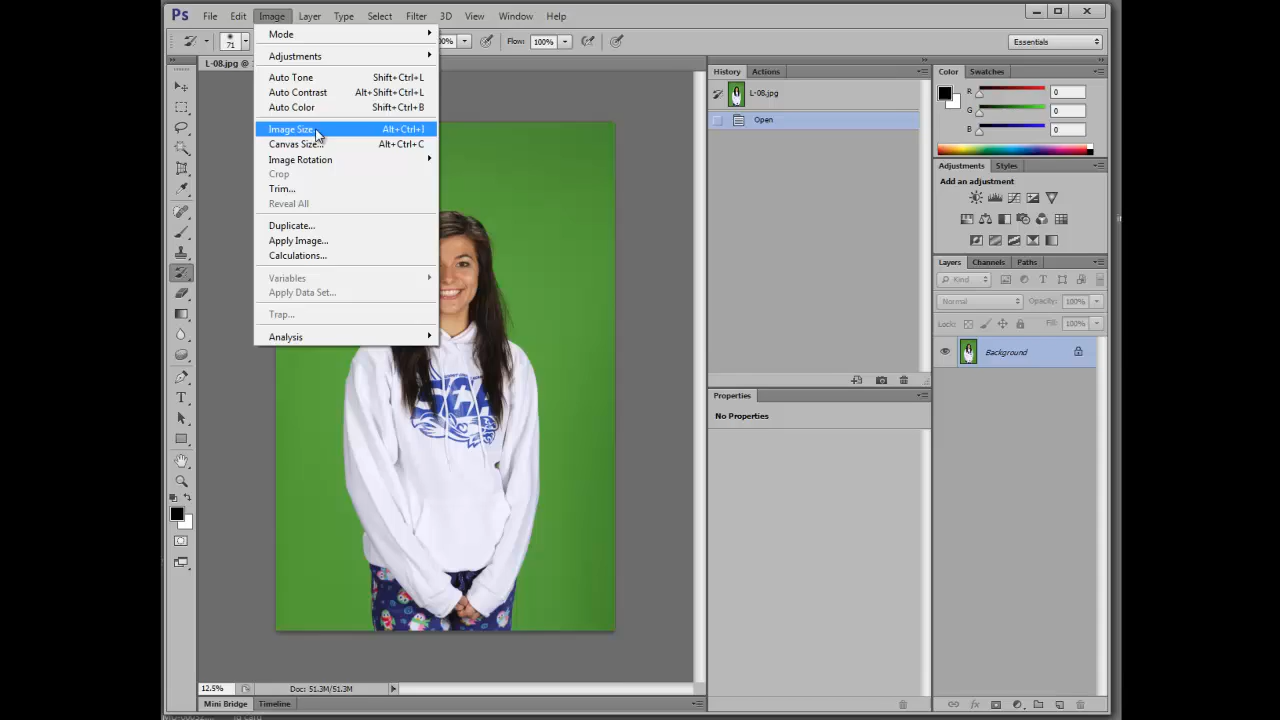 Ps File Edit Image Layer Type Select Filter 3D View Window Help
71
Flow: 100%
Essentials
L-08.jpg @
Mode
Adjustments
Auto Tone Shift+Ctrl+L
Auto Contrast Alt+Shift+Ctrl+L
Auto Color Shift+Ctrl+B
Image Size... Alt+Ctrl+I
Canvas Size... Alt+Ctrl+C
Image Rotation
Crop
Trim...
Reveal All
Duplicate...
Apply Image...
Calculations...
Variables
Apply Data Set...
Trap...
Analysis
12.5% Doc: 51.3M/51.3M
Mini Bridge Timeline
History Actions
L-08.jpg
Open
Properties
No Properties
Color Swatches
R 0
G 0
B 0
Adjustments Styles
Add an adjustment
Layers Channels Paths
Kind
Normal Opacity: 100%
Lock: Fill: 100%
Background